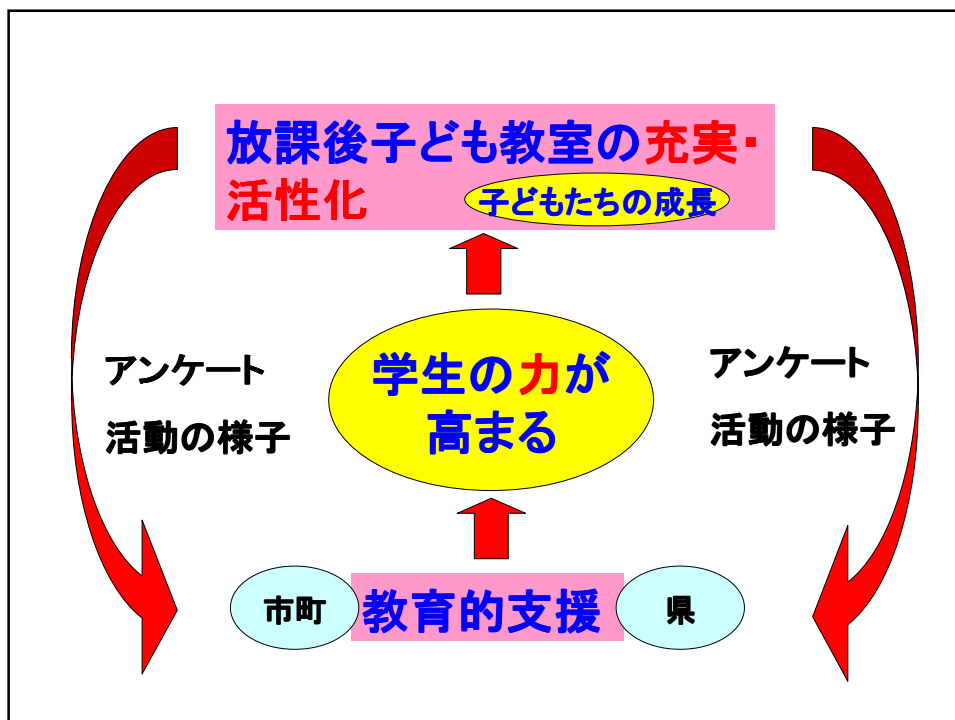 放課後子ども教室の充実・
活性化
子どもたちの成長
アンケート
活動の様子
学生の力が
高まる
アンケート
活動の様子
市町
教育的支援
県